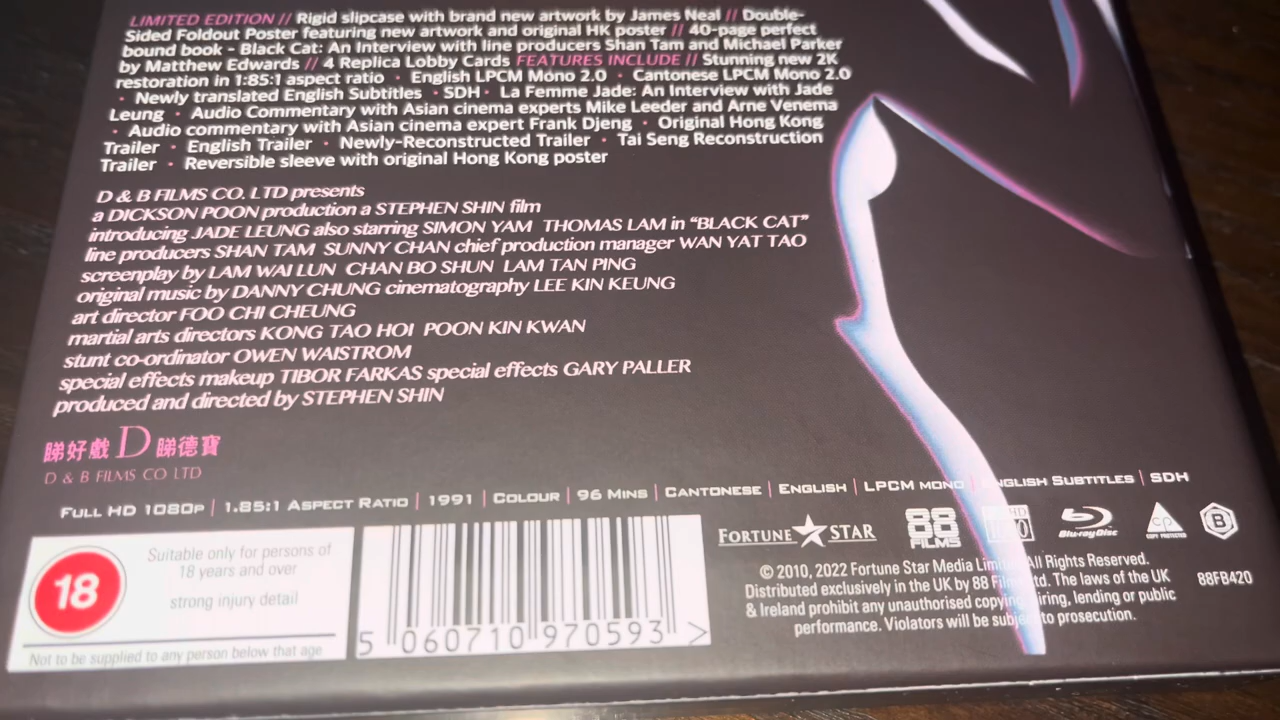 LIMITED EDITION // Rigid slipcase with brand new artwork by James Neal // Double-
Sided Foldout Poster featuring new artwork and original HK poster // 40-page perfect
bound book - Black Cat: An Interview with line producers Shan Tam and Michael Parker
by Matthew Edwards // 4 Replica Lobby Cards FEATURES INCLUDE // Stunning new 2K
restoration in 1:85:1 aspect ratio • English LPCM Mono 2.0 • Cantonese LPCM Mono 2.0
• Newly translated English Subtitles • SDH • La Femme Jade: An Interview with Jade
Leung • Audio Commentary with Asian cinema experts Mike Leeder and Arne Venema
• Audio commentary with Asian cinema expert Frank Djeng • Original Hong Kong
Trailer • English Trailer • Newly-Reconstructed Trailer • Tai Seng Reconstruction
Trailer • Reversible sleeve with original Hong Kong poster
D & B FILMS CO. LTD presents
a DICKSON POON production a STEPHEN SHIN film
introducing JADE LEUNG also starring SIMON YAM THOMAS LAM in “BLACK CAT”
line producers SHAN TAM SUNNY CHAN chief production manager WAN YAT TAO
screenplay by LAM WAI LUN CHAN BO SHUN LAM TAN PING
original music by DANNY CHUNG cinematography LEE KIN KEUNG
art director FOO CHI CHEUNG
martial arts directors KONG TAO HOI POON KIN KWAN
stunt co-ordinator OWEN WAISTROM
special effects makeup TIBOR FARKAS special effects GARY PALLER
produced and directed by STEPHEN SHIN
睇好戲 D 睇德寶
D & B FILMS CO LTD
FULL HD 1080P | 1.85:1 ASPECT RATIO | 1991 | COLOUR | 96 MINS | CANTONESE | ENGLISH | LPCM MONO | ENGLISH SUBTITLES | SDH
18
Suitable only for persons of
18 years and over
strong injury detail
Not to be supplied to any person below that age
5 060710 970593 >
FORTUNE STAR
88 FILMS
HD
Blu-ray Disc
CP
COPY PROTECTED
B
© 2010, 2022 Fortune Star Media Limited All Rights Reserved.
Distributed exclusively in the UK by 88 Films Ltd. The laws of the UK
& Ireland prohibit any unauthorised copying, hiring, lending or public
performance. Violators will be subject to prosecution.
88FB420